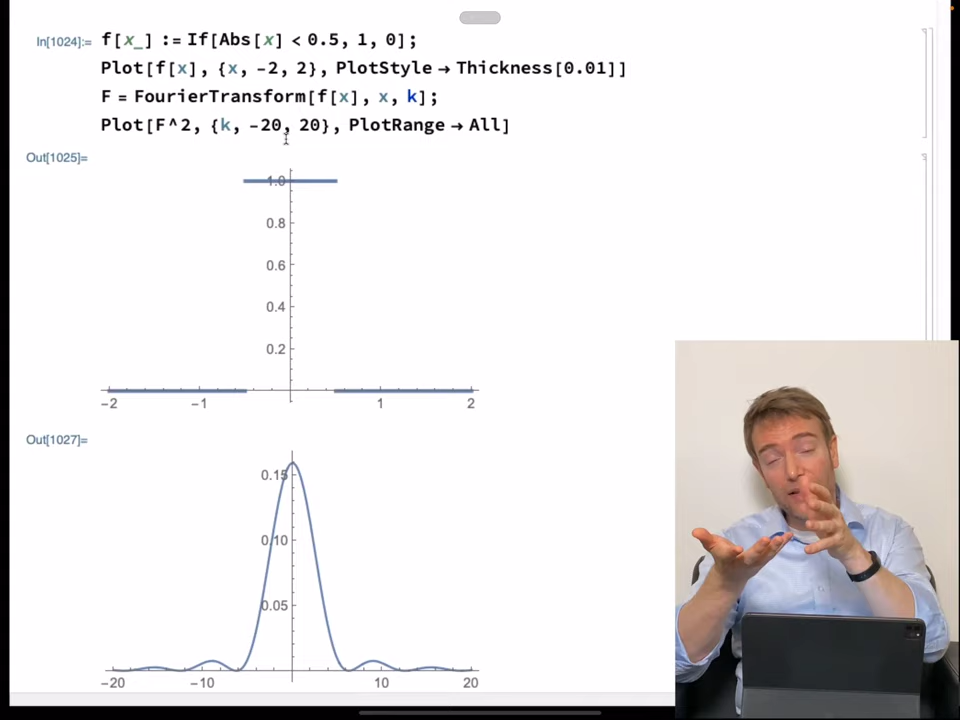 In[1024]:= f[x_] := If[Abs[x] < 0.5, 1, 0];
Plot[f[x], {x, -2, 2}, PlotStyle → Thickness[0.01]]
F = FourierTransform[f[x], x, k];
Plot[F^2, {k, -20, 20}, PlotRange → All]
Out[1025]=
1.0
0.8
0.6
0.4
0.2
-2 -1 1 2
Out[1027]=
0.15
0.10
0.05
-20 -10 10 20